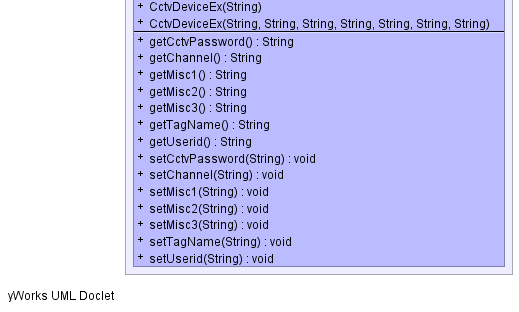 + CctvDeviceEx(String)
+ CctvDeviceEx(String, String, String, String, String, String, String)
+ getCctvPassword() : String
+ getChannel() : String
+ getMisc1() : String
+ getMisc2() : String
+ getMisc3() : String
+ getTagName() : String
+ getUserid() : String
+ setCctvPassword(String) : void
+ setChannel(String) : void
+ setMisc1(String) : void
+ setMisc2(String) : void
+ setMisc3(String) : void
+ setTagName(String) : void
+ setUserid(String) : void
yWorks UML Doclet